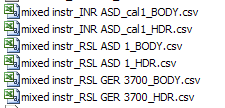 mixed instr_INR ASD_cal1_BODY.csv
mixed instr_INR ASD_cal1_HDR.csv
mixed instr_RSL ASD 1_BODY.csv
mixed instr_RSL ASD 1_HDR.csv
mixed instr_RSL GER 3700_BODY.csv
mixed instr_RSL GER 3700_HDR.csv